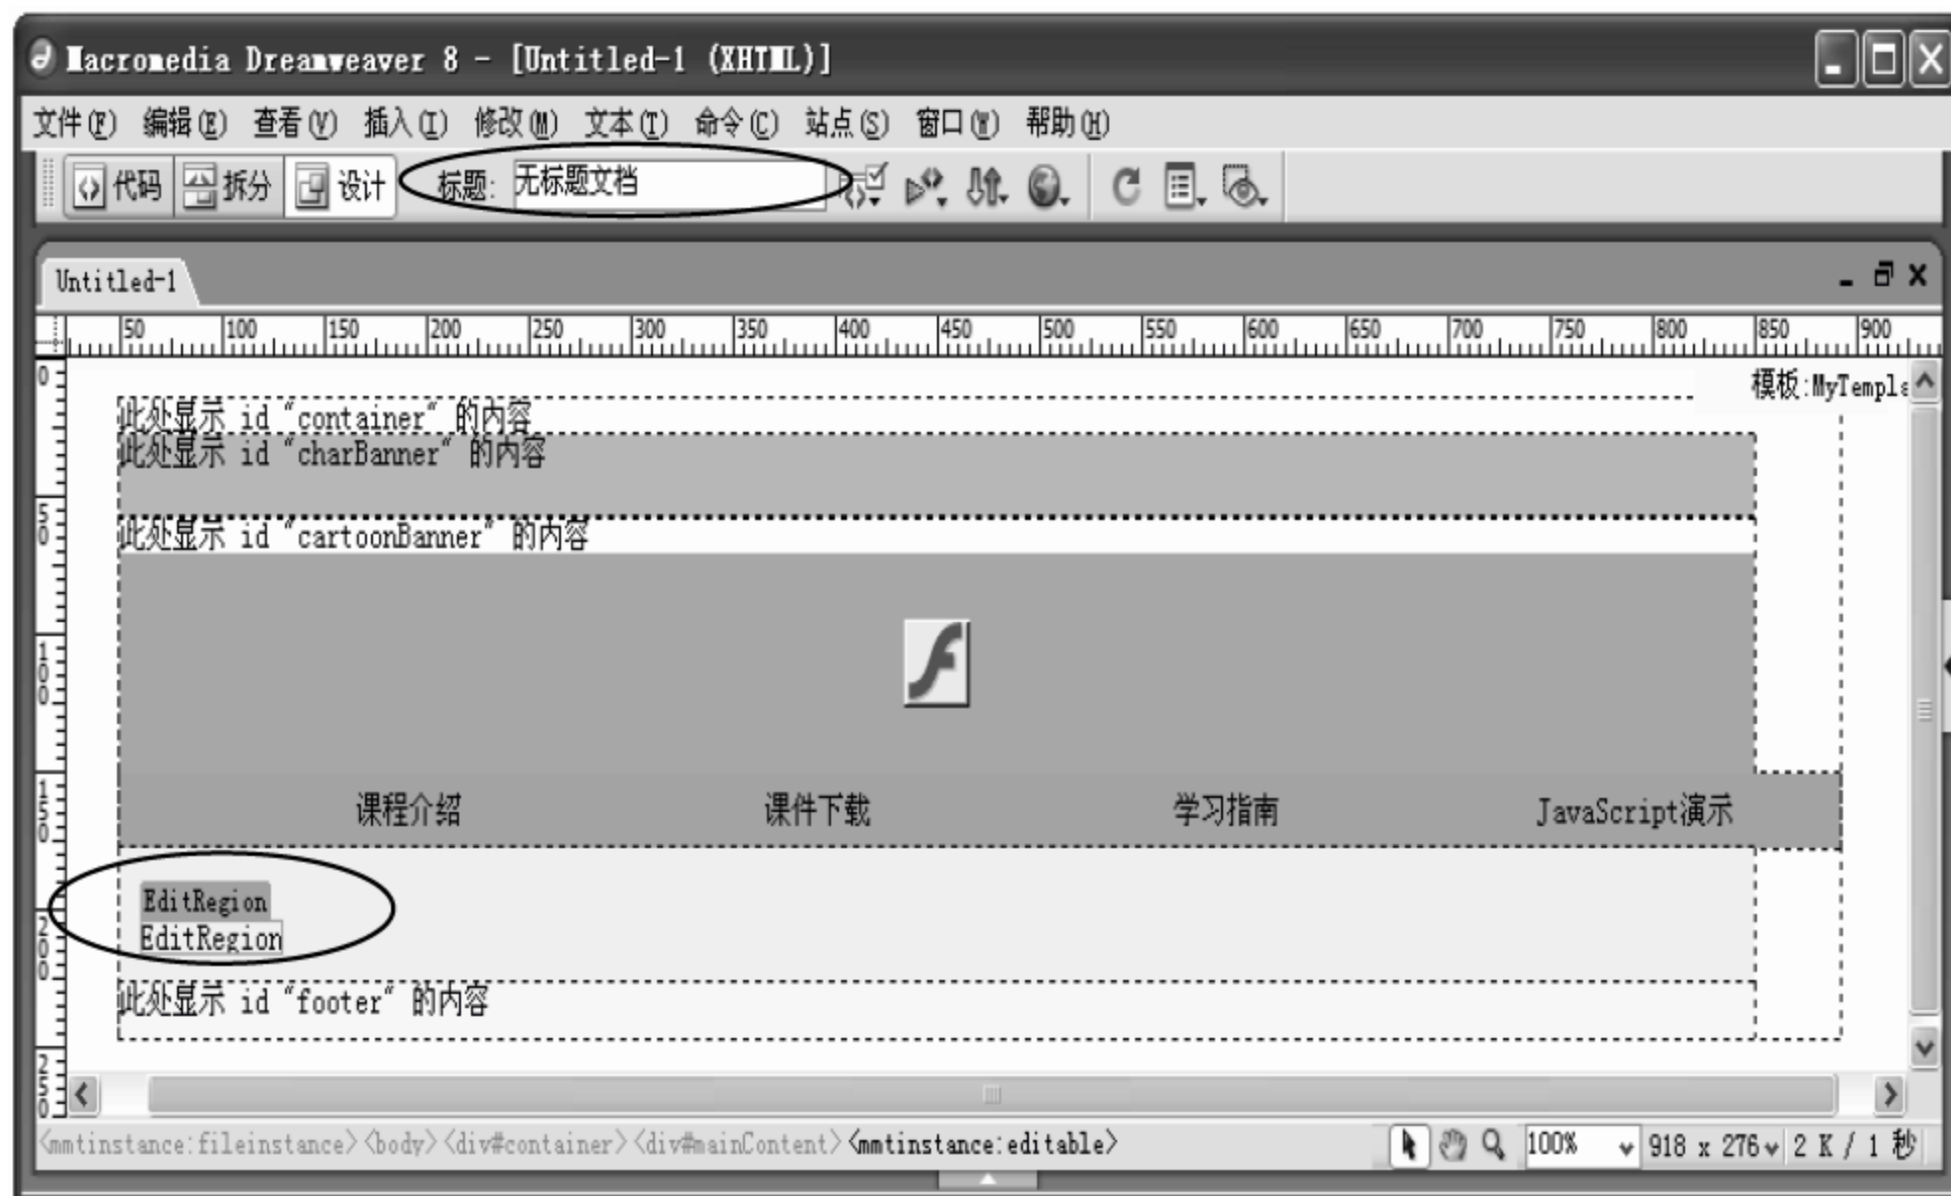 Macromedia Dreamweaver 8 - [Untitled-1 (XHTML)]
文件(F) 编辑(E) 查看(V) 插入(I) 修改(M) 文本(T) 命令(C) 站点(S) 窗口(W) 帮助(H)
代码 拆分 设计 标题: 无标题文档
Untitled-1
50 100 150 200 250 300 350 400 450 500 550 600 650 700 750 800 850 900
0
模板:MyTempla
此处显示 id "container" 的内容
此处显示 id "charBanner" 的内容
50
此处显示 id "cartoonBanner" 的内容
100
150
课程介绍 课件下载 学习指南 JavaScript演示
EditRegion
200
EditRegion
此处显示 id "footer" 的内容
250
<mmtinstance:fileinstance><body><div#container><div#mainContent><mmtinstance:editable> 100% 918 x 276 2 K / 1 秒